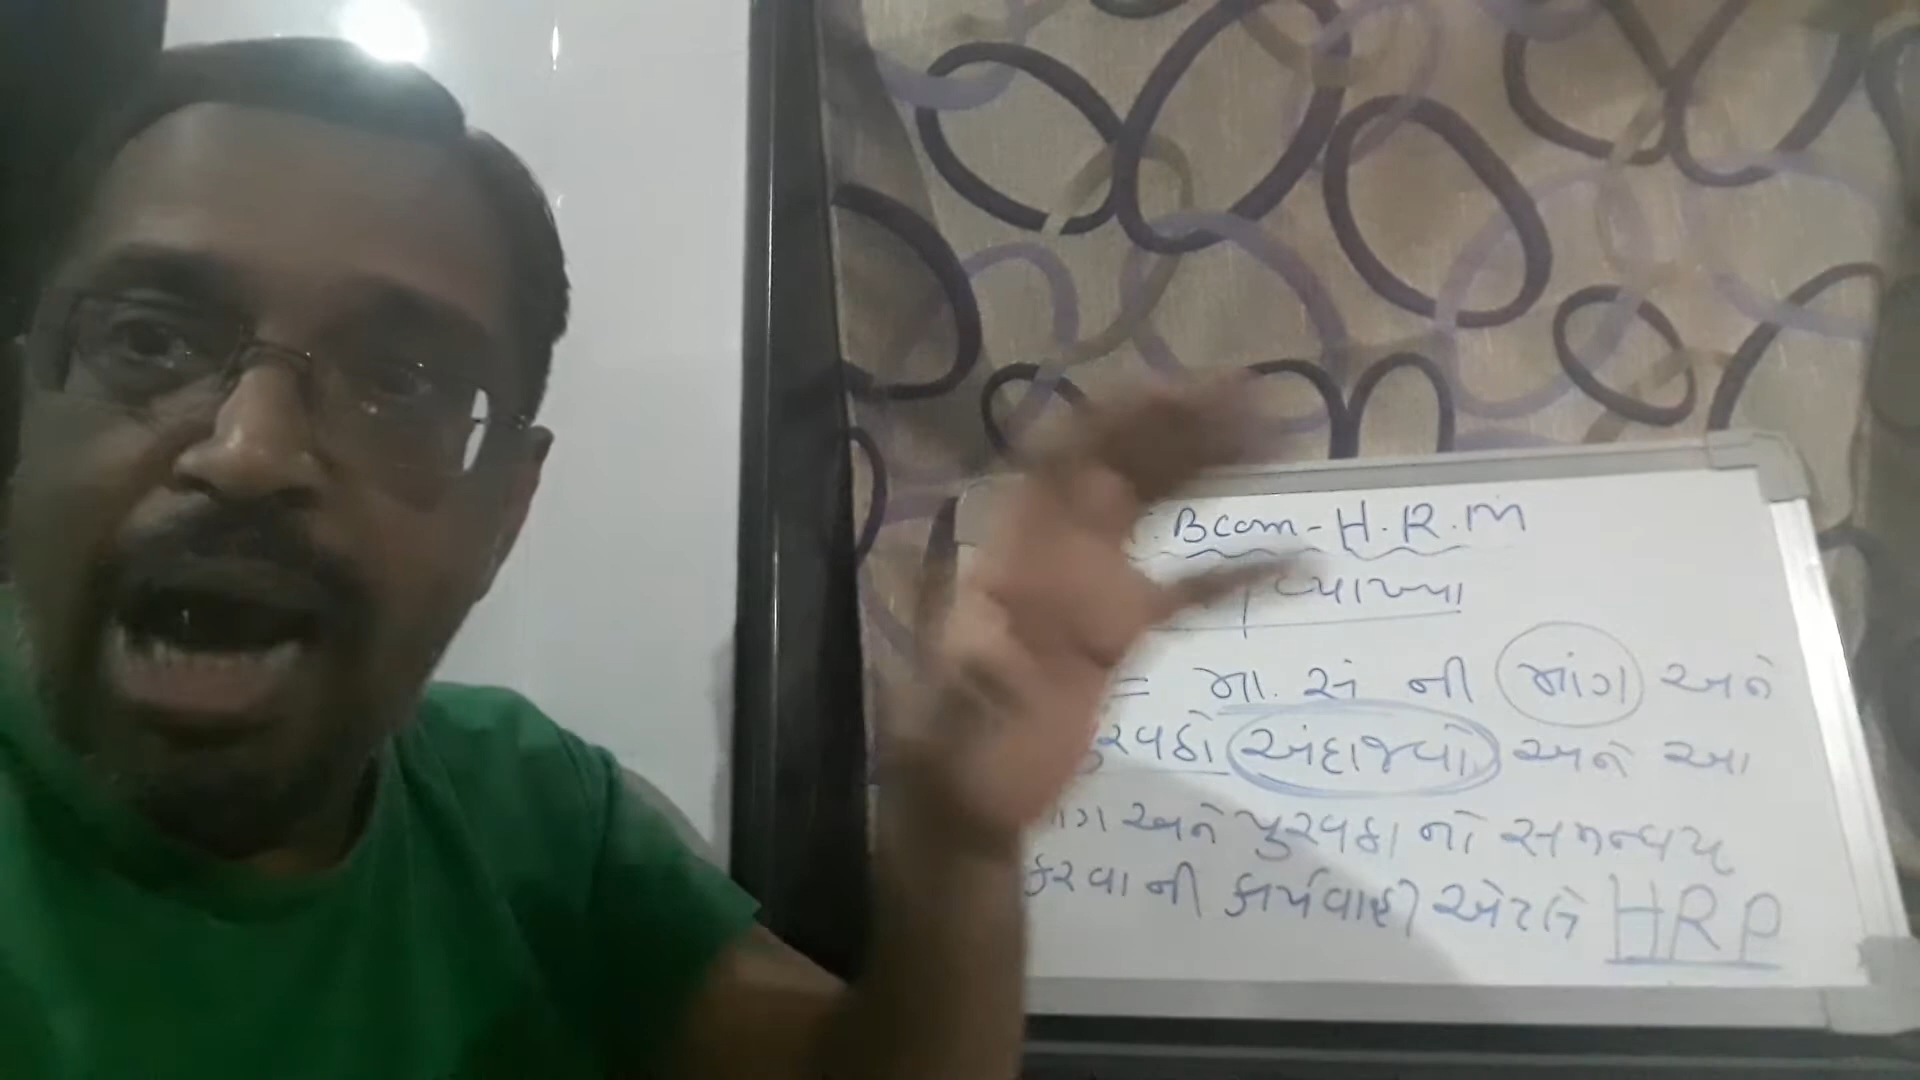 Bcom - H.R.M
વ્યાખ્યા
= મા. સં ની માંગ અને
પુરવઠો અંદાજવો અને આ
માંગ અને પુરવઠા નો સમન્વય
કરવા ની કાર્યવાહી એટલે HRP